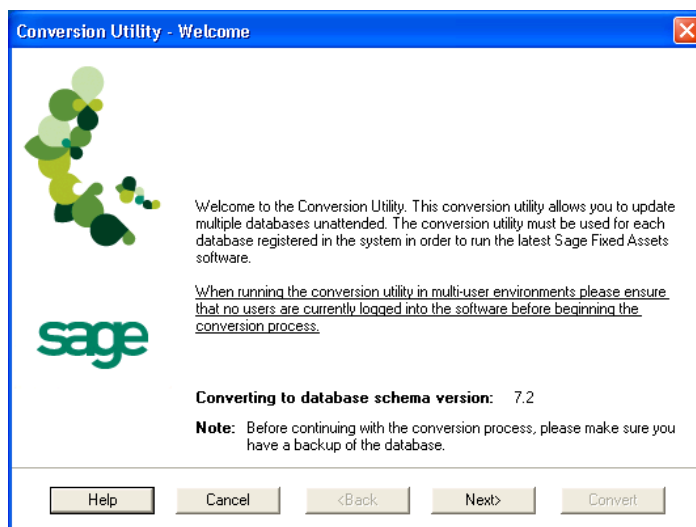 Conversion Utility - Welcome
Welcome to the Conversion Utility. This conversion utility allows you to update
multiple databases unattended. The conversion utility must be used for each
database registered in the system in order to run the latest Sage Fixed Assets
software.
When running the conversion utility in multi-user environments please ensure
that no users are currently logged into the software before beginning the
conversion process.
sage
Converting to database schema version: 7.2
Note: Before continuing with the conversion process, please make sure you
have a backup of the database.
Help Cancel <Back Next> Convert